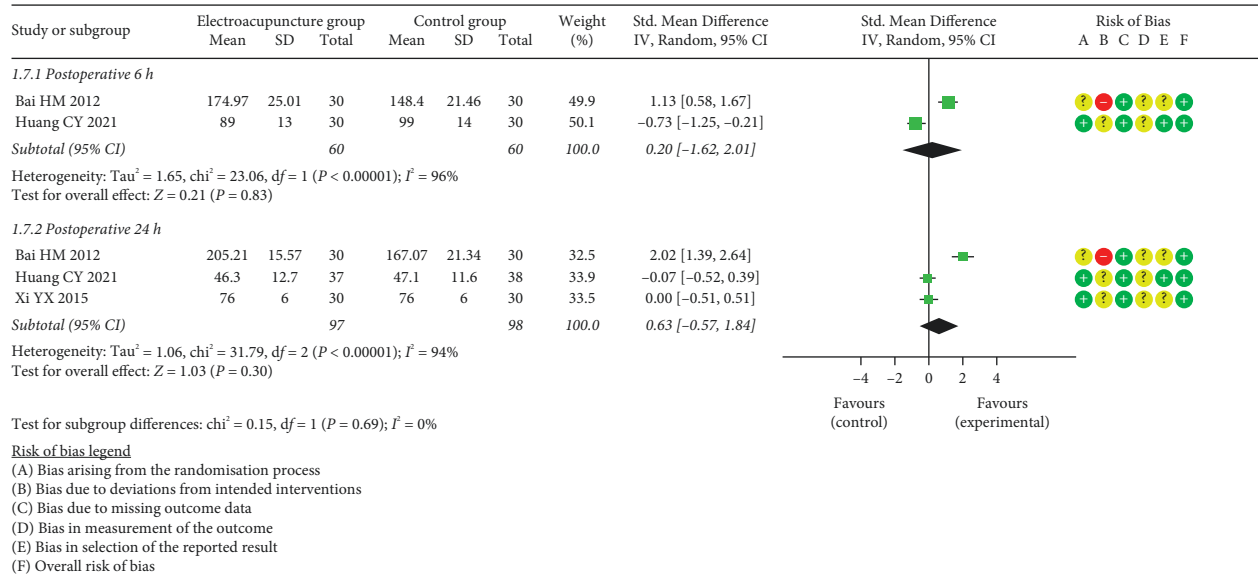 Study or subgroup Electroacupuncture group Control group Weight (%) Std. Mean Difference IV, Random, 95% CI Std. Mean Difference IV, Random, 95% CI Risk of Bias
Mean SD Total Mean SD Total A B C D E F
1.7.1 Postoperative 6 h
Bai HM 2012 174.97 25.01 30 148.4 21.46 30 49.9 1.13 [0.58, 1.67] ? − + ? ? +
Huang CY 2021 89 13 30 99 14 30 50.1 −0.73 [−1.25, −0.21] + ? + ? + +
Subtotal (95% CI) 60 60 100.0 0.20 [−1.62, 2.01]
Heterogeneity: Tau² = 1.65, chi² = 23.06, df = 1 (P < 0.00001); I² = 96%
Test for overall effect: Z = 0.21 (P = 0.83)
1.7.2 Postoperative 24 h
Bai HM 2012 205.21 15.57 30 167.07 21.34 30 32.5 2.02 [1.39, 2.64] ? − + ? ? +
Huang CY 2021 46.3 12.7 37 47.1 11.6 38 33.9 −0.07 [−0.52, 0.39] + ? + ? + +
Xi YX 2015 76 6 30 76 6 30 33.5 0.00 [−0.51, 0.51] + ? + ? ? +
Subtotal (95% CI) 97 98 100.0 0.63 [−0.57, 1.84]
Heterogeneity: Tau² = 1.06, chi² = 31.79, df = 2 (P < 0.00001); I² = 94%
Test for overall effect: Z = 1.03 (P = 0.30)
−4 −2 0 2 4
Favours (control) Favours (experimental)
Test for subgroup differences: chi² = 0.15, df = 1 (P = 0.69); I² = 0%
Risk of bias legend
(A) Bias arising from the randomisation process
(B) Bias due to deviations from intended interventions
(C) Bias due to missing outcome data
(D) Bias in measurement of the outcome
(E) Bias in selection of the reported result
(F) Overall risk of bias